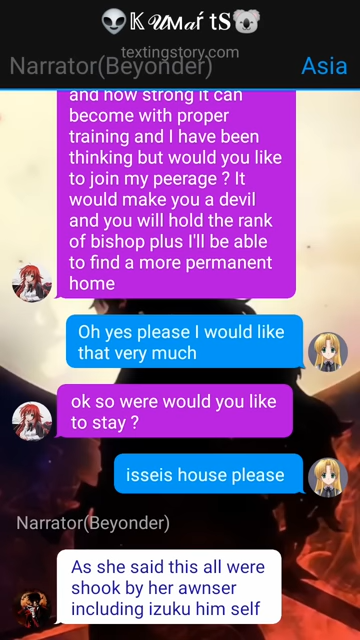 👽𝕂 𝓤𝐌𝒶ŕ t𝐒🐨
textingstory.com
Narrator(Beyonder) Asia
and how strong it can
become with proper
training and I have been
thinking but would you like
to join my peerage ? It
would make you a devil
and you will hold the rank
of bishop plus I'll be able
to find a more permanent
home
Oh yes please I would like
that very much
ok so were would you like
to stay ?
isseis house please
Narrator(Beyonder)
As she said this all were
shook by her awnser
including izuku him self